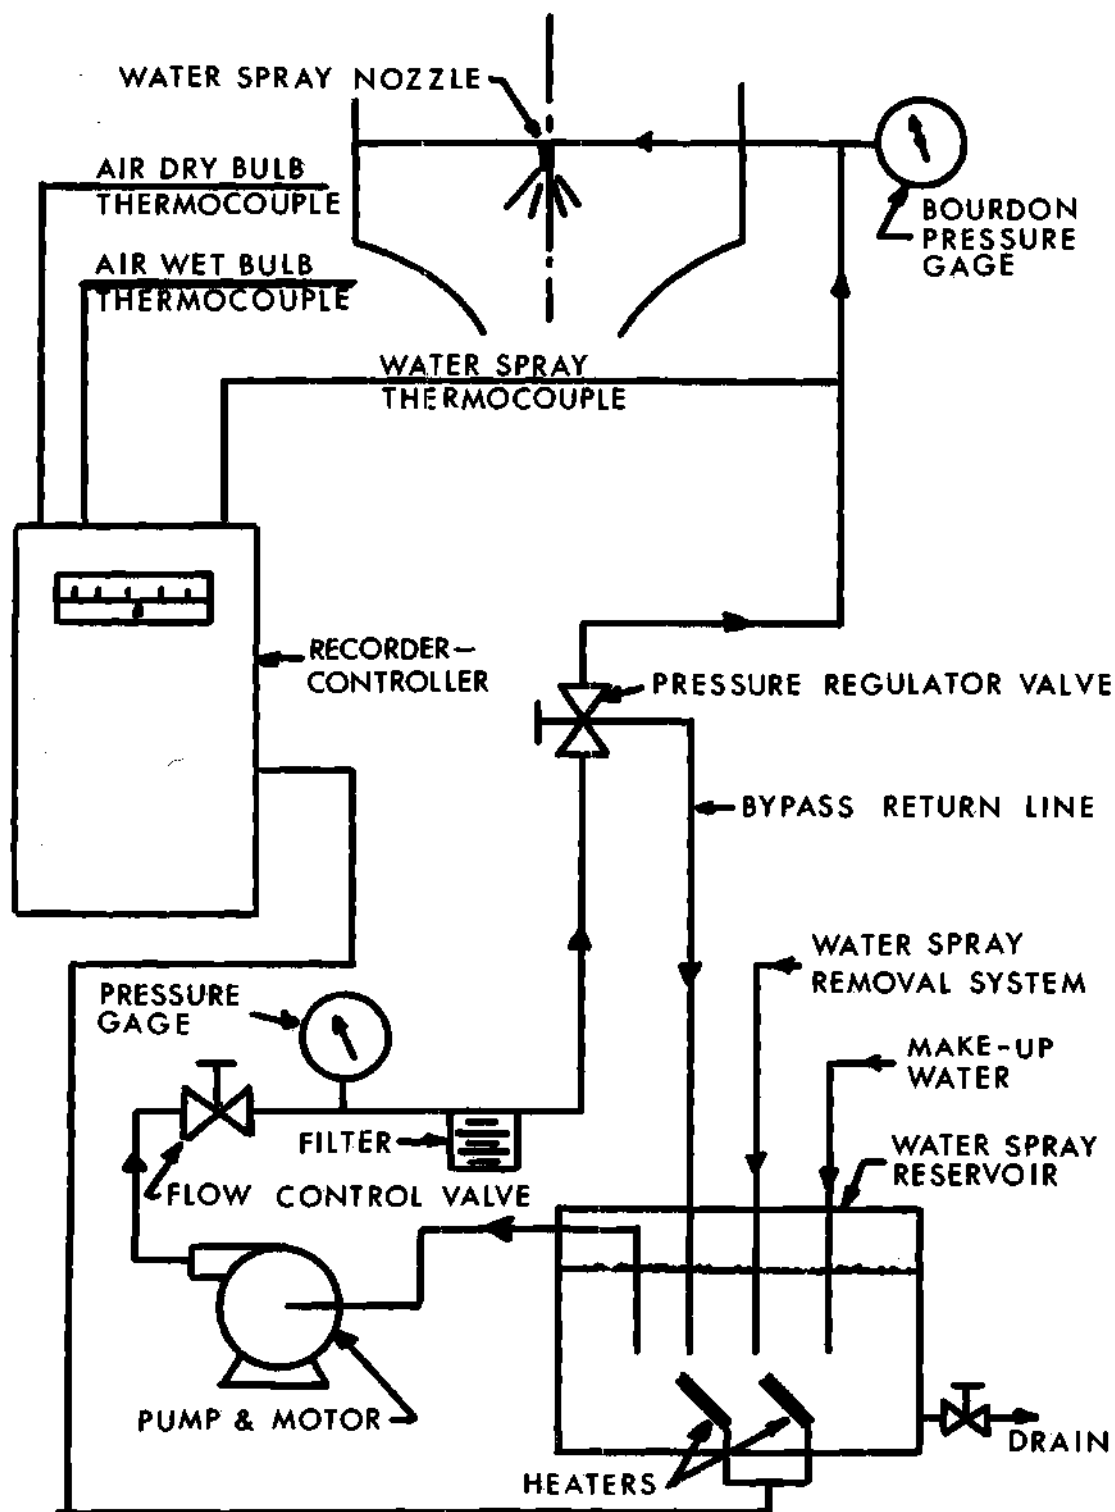 WATER SPRAY NOZZLE
AIR DRY BULB
THERMOCOUPLE
BOURDON
PRESSURE
GAGE
AIR WET BULB
THERMOCOUPLE
WATER SPRAY
THERMOCOUPLE
RECORDER-
CONTROLLER
PRESSURE REGULATOR VALVE
BYPASS RETURN LINE
WATER SPRAY
REMOVAL SYSTEM
PRESSURE
GAGE
MAKE-UP
WATER
FILTER
WATER SPRAY
RESERVOIR
FLOW CONTROL VALVE
PUMP & MOTOR
DRAIN
HEATERS